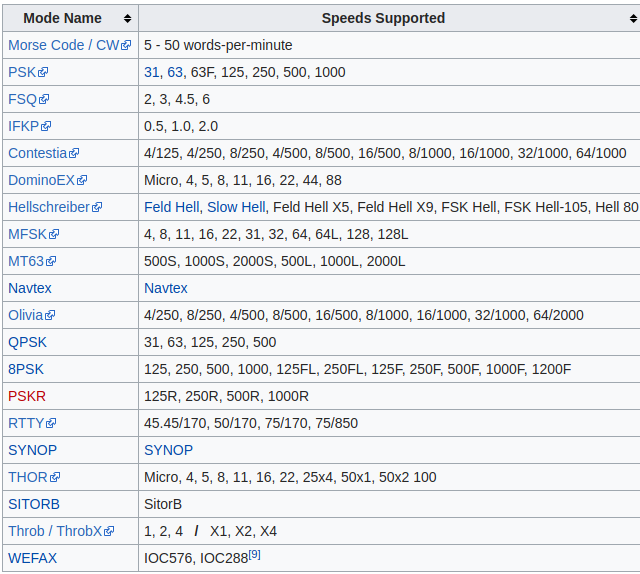 Mode Name Speeds Supported
Morse Code / CW 5 - 50 words-per-minute
PSK 31, 63, 63F, 125, 250, 500, 1000
FSQ 2, 3, 4.5, 6
IFKP 0.5, 1.0, 2.0
Contestia 4/125, 4/250, 8/250, 4/500, 8/500, 16/500, 8/1000, 16/1000, 32/1000, 64/1000
DominoEX Micro, 4, 5, 8, 11, 16, 22, 44, 88
Hellschreiber Feld Hell, Slow Hell, Feld Hell X5, Feld Hell X9, FSK Hell, FSK Hell-105, Hell 80
MFSK 4, 8, 11, 16, 22, 31, 32, 64, 64L, 128, 128L
MT63 500S, 1000S, 2000S, 500L, 1000L, 2000L
Navtex Navtex
Olivia 4/250, 8/250, 4/500, 8/500, 16/500, 8/1000, 16/1000, 32/1000, 64/2000
QPSK 31, 63, 125, 250, 500
8PSK 125, 250, 500, 1000, 125FL, 250FL, 125F, 250F, 500F, 1000F, 1200F
PSKR 125R, 250R, 500R, 1000R
RTTY 45.45/170, 50/170, 75/170, 75/850
SYNOP SYNOP
THOR Micro, 4, 5, 8, 11, 16, 22, 25x4, 50x1, 50x2 100
SITORB SitorB
Throb / ThrobX 1, 2, 4 / X1, X2, X4
WEFAX IOC576, IOC288[9]